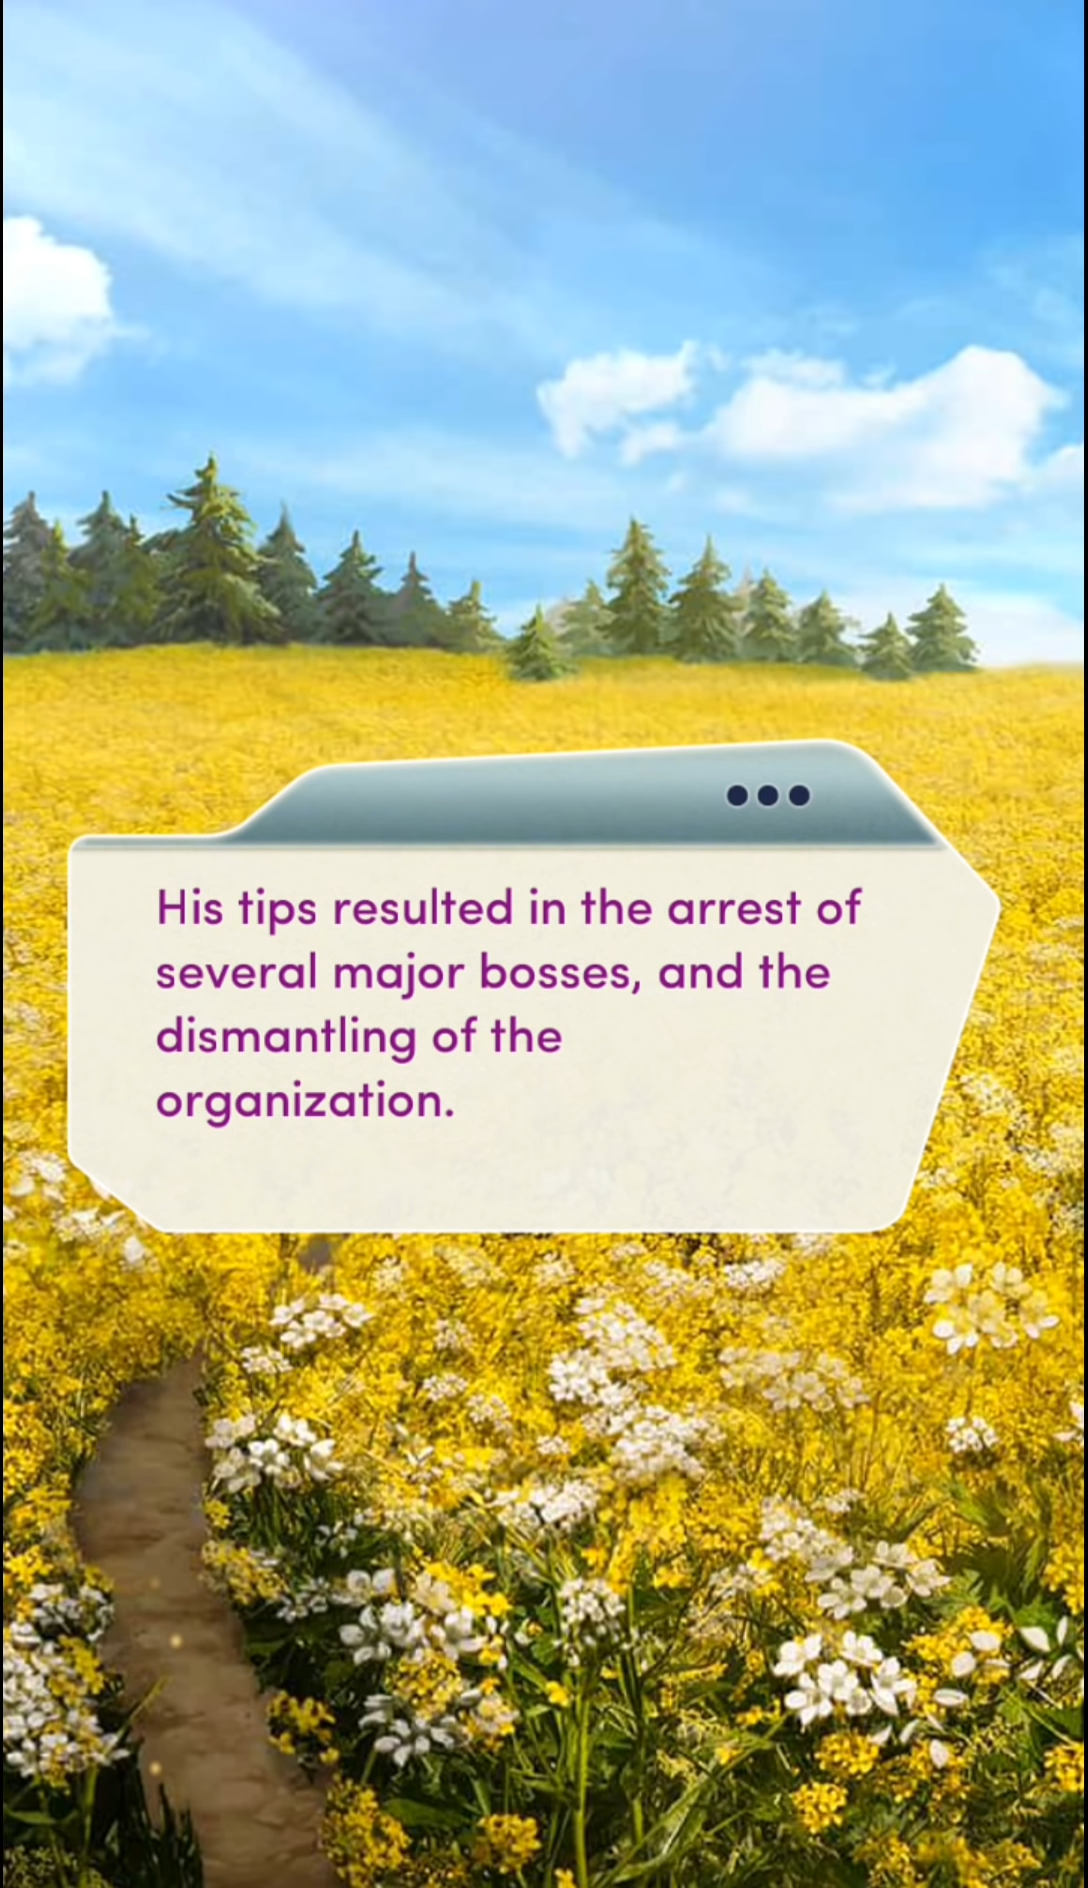 His tips resulted in the arrest of
several major bosses, and the
dismantling of the
organization.